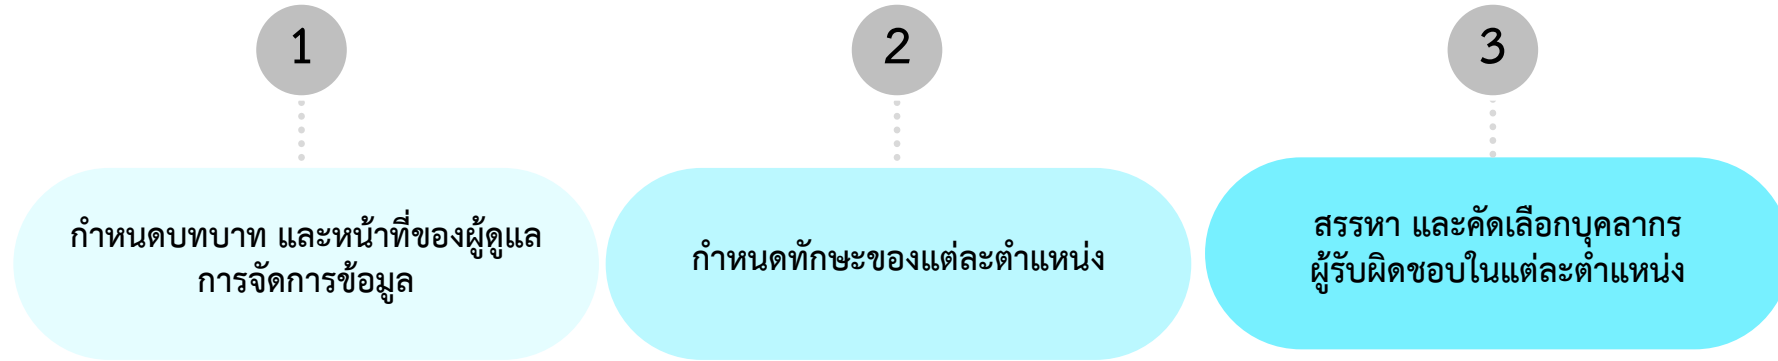 1
กำหนดบทบาท และหน้าที่ของผู้ดูแล
การจัดการข้อมูล
2
กำหนดทักษะของแต่ละตำแหน่ง
3
สรรหา และคัดเลือกบุคลากร
ผู้รับผิดชอบในแต่ละตำแหน่ง